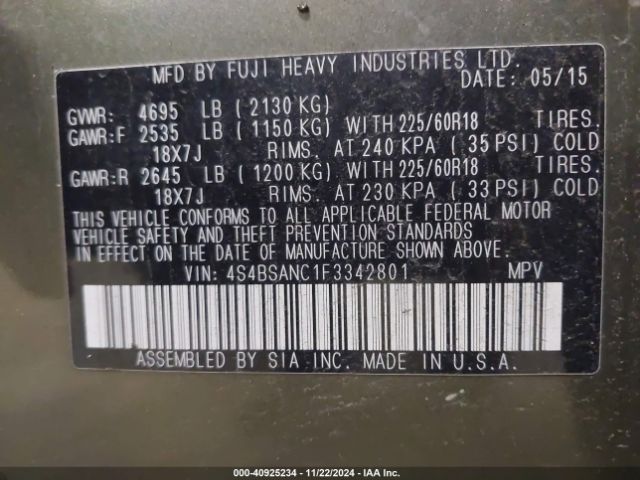 MFD BY FUJI HEAVY INDUSTRIES LTD.
DATE: 05/15
GVWR: 4695 LB ( 2130 KG)
GAWR:F 2535 LB ( 1150 KG) WITH 225/60R18 TIRES.
18X7J RIMS. AT 240 KPA ( 35 PSI) COLD
GAWR:R 2645 LB ( 1200 KG) WITH 225/60R18 TIRES.
18X7J RIMS. AT 230 KPA ( 33 PSI) COLD
THIS VEHICLE CONFORMS TO ALL APPLICABLE FEDERAL MOTOR
VEHICLE SAFETY AND THEFT PREVENTION STANDARDS
IN EFFECT ON THE DATE OF MANUFACTURE SHOWN ABOVE.
VIN: 4S4BSANC1F3342801 MPV
ASSEMBLED BY SIA INC. MADE IN U.S.A.
000-40925234 - 11/22/2024 - IAA Inc.